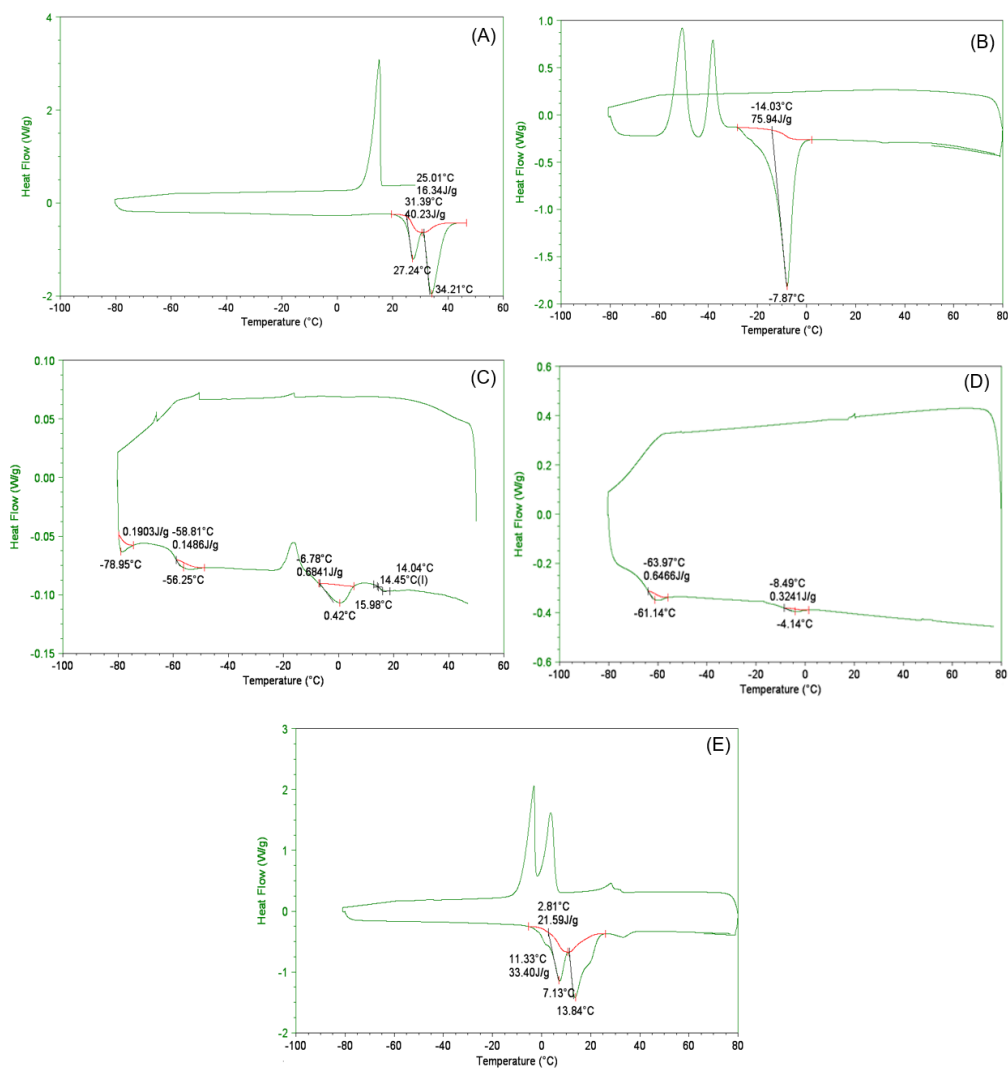 (A)
4
2
0
-2
Heat Flow (W/g)
25.01°C
16.34J/g
31.39°C
40.23J/g
27.24°C
34.21°C
-100 -80 -60 -40 -20 0 20 40 60
Temperature (°C)
(B)
1.0
0.5
0.0
-0.5
-1.0
-1.5
-2.0
Heat Flow (W/g)
-14.03°C
75.94J/g
-7.87°C
-100 -80 -60 -40 -20 0 20 40 60 80
Temperature (°C)
(C)
0.10
0.05
0.00
-0.05
-0.10
-0.15
Heat Flow (W/g)
0.1903J/g
-78.95°C
-58.81°C
0.1486J/g
-56.25°C
-6.78°C
0.6841J/g
0.42°C
14.04°C
14.45°C(I)
15.98°C
-100 -80 -60 -40 -20 0 20 40 60
Temperature (°C)
(D)
0.6
0.4
0.2
0.0
-0.2
-0.4
-0.6
Heat Flow (W/g)
-63.97°C
0.6466J/g
-61.14°C
-8.49°C
0.3241J/g
-4.14°C
-100 -80 -60 -40 -20 0 20 40 60 80
Temperature (°C)
(E)
3
2
1
0
-1
-2
Heat Flow (W/g)
2.81°C
21.59J/g
11.33°C
33.40J/g
7.13°C
13.84°C
-100 -80 -60 -40 -20 0 20 40 60 80
Temperature (°C)